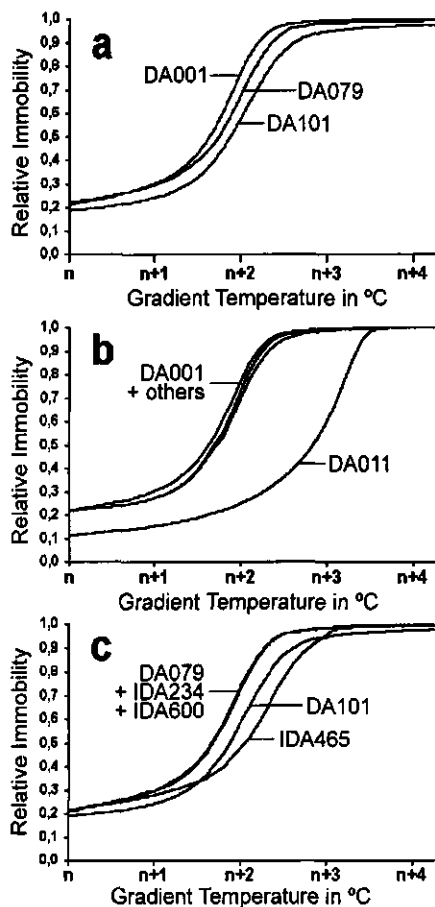 a
Relative Immobility
1,0
0,9
0,8
0,7
0,6
0,5
0,4
0,3
0,2
0,1
0,0
DA001
DA079
DA101
n
n+1
n+2
n+3
n+4
Gradient Temperature in ºC
b
Relative Immobility
1,0
0,9
0,8
0,7
0,6
0,5
0,4
0,3
0,2
0,1
0,0
DA001
+ others
DA011
n
n+1
n+2
n+3
n+4
Gradient Temperature in ºC
c
Relative Immobility
1,0
0,9
0,8
0,7
0,6
0,5
0,4
0,3
0,2
0,1
0,0
DA079
+ IDA234
+ IDA600
DA101
IDA465
n
n+1
n+2
n+3
n+4
Gradient Temperature in ºC